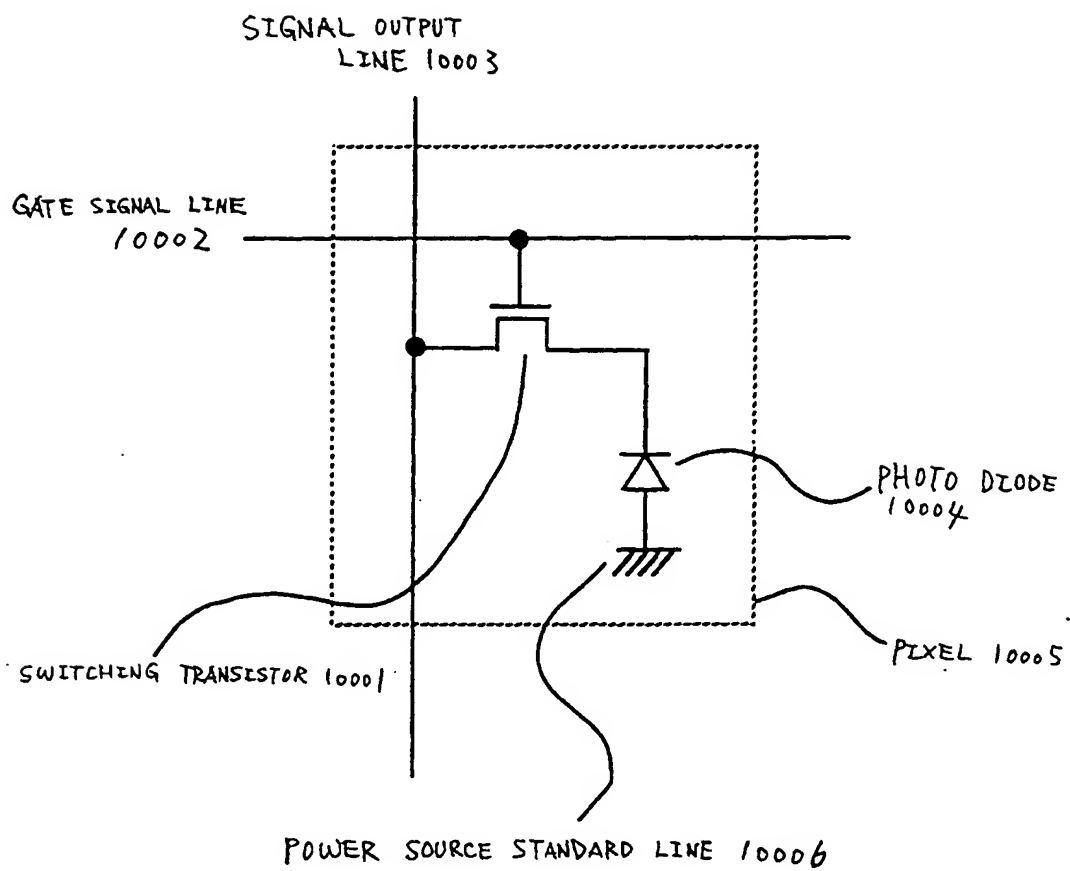 SIGNAL OUTPUT
LINE 10003
GATE SIGNAL LINE
10002
PHOTO DIODE
10004
PIXEL 10005
SWITCHING TRANSISTOR 10001
POWER SOURCE STANDARD LINE 10006